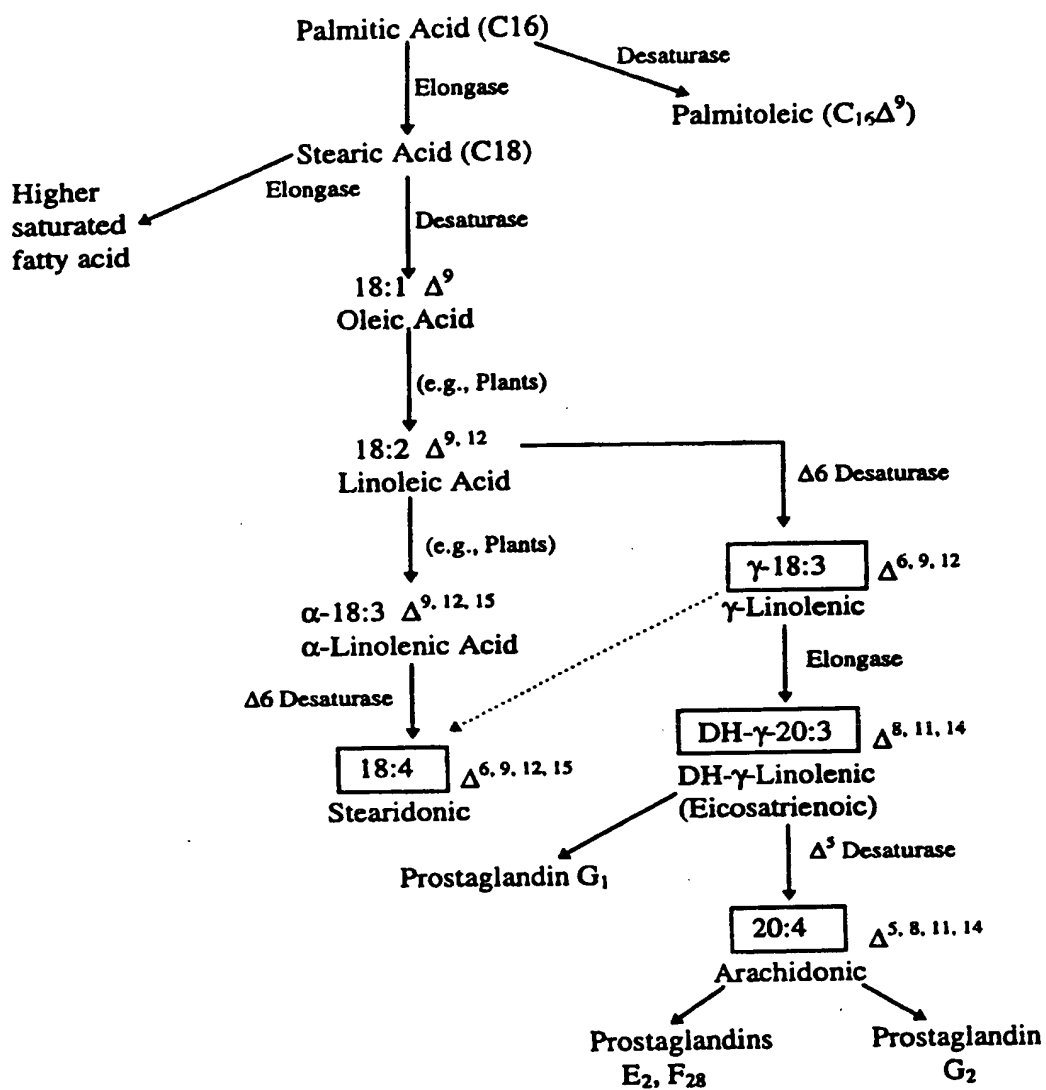 Palmitic Acid (C16)
Desaturase
Elongase
Palmitoleic (C₁₆Δ⁹)
Stearic Acid (C18)
Elongase
Higher
saturated
fatty acid
Desaturase
18:1 Δ⁹
Oleic Acid
(e.g., Plants)
18:2 Δ⁹, ¹²
Linoleic Acid
Δ6 Desaturase
(e.g., Plants)
γ-18:3 Δ⁶, ⁹, ¹²
γ-Linolenic
α-18:3 Δ⁹, ¹², ¹⁵
α-Linolenic Acid
Elongase
Δ6 Desaturase
DH-γ-20:3 Δ⁸, ¹¹, ¹⁴
DH-γ-Linolenic
(Eicosatrienoic)
18:4 Δ⁶, ⁹, ¹², ¹⁵
Stearidonic
Δ⁵ Desaturase
Prostaglandin G₁
20:4 Δ⁵, ⁸, ¹¹, ¹⁴
Arachidonic
Prostaglandins
E₂, F₂₈
Prostaglandin
G₂